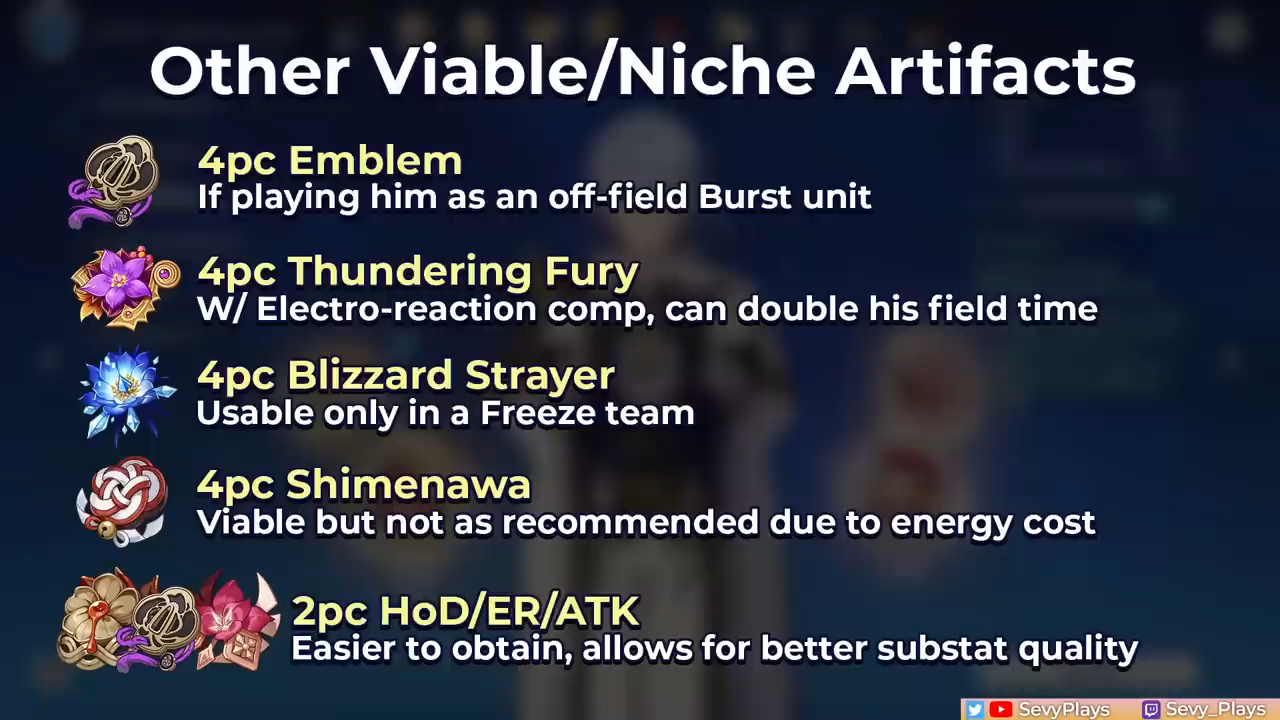 Other Viable/Niche Artifacts
4pc Emblem
If playing him as an off-field Burst unit
4pc Thundering Fury
W/ Electro-reaction comp, can double his field time
4pc Blizzard Strayer
Usable only in a Freeze team
4pc Shimenawa
Viable but not as recommended due to energy cost
2pc HoD/ER/ATK
Easier to obtain, allows for better substat quality
SevyPlays Sevy_Plays